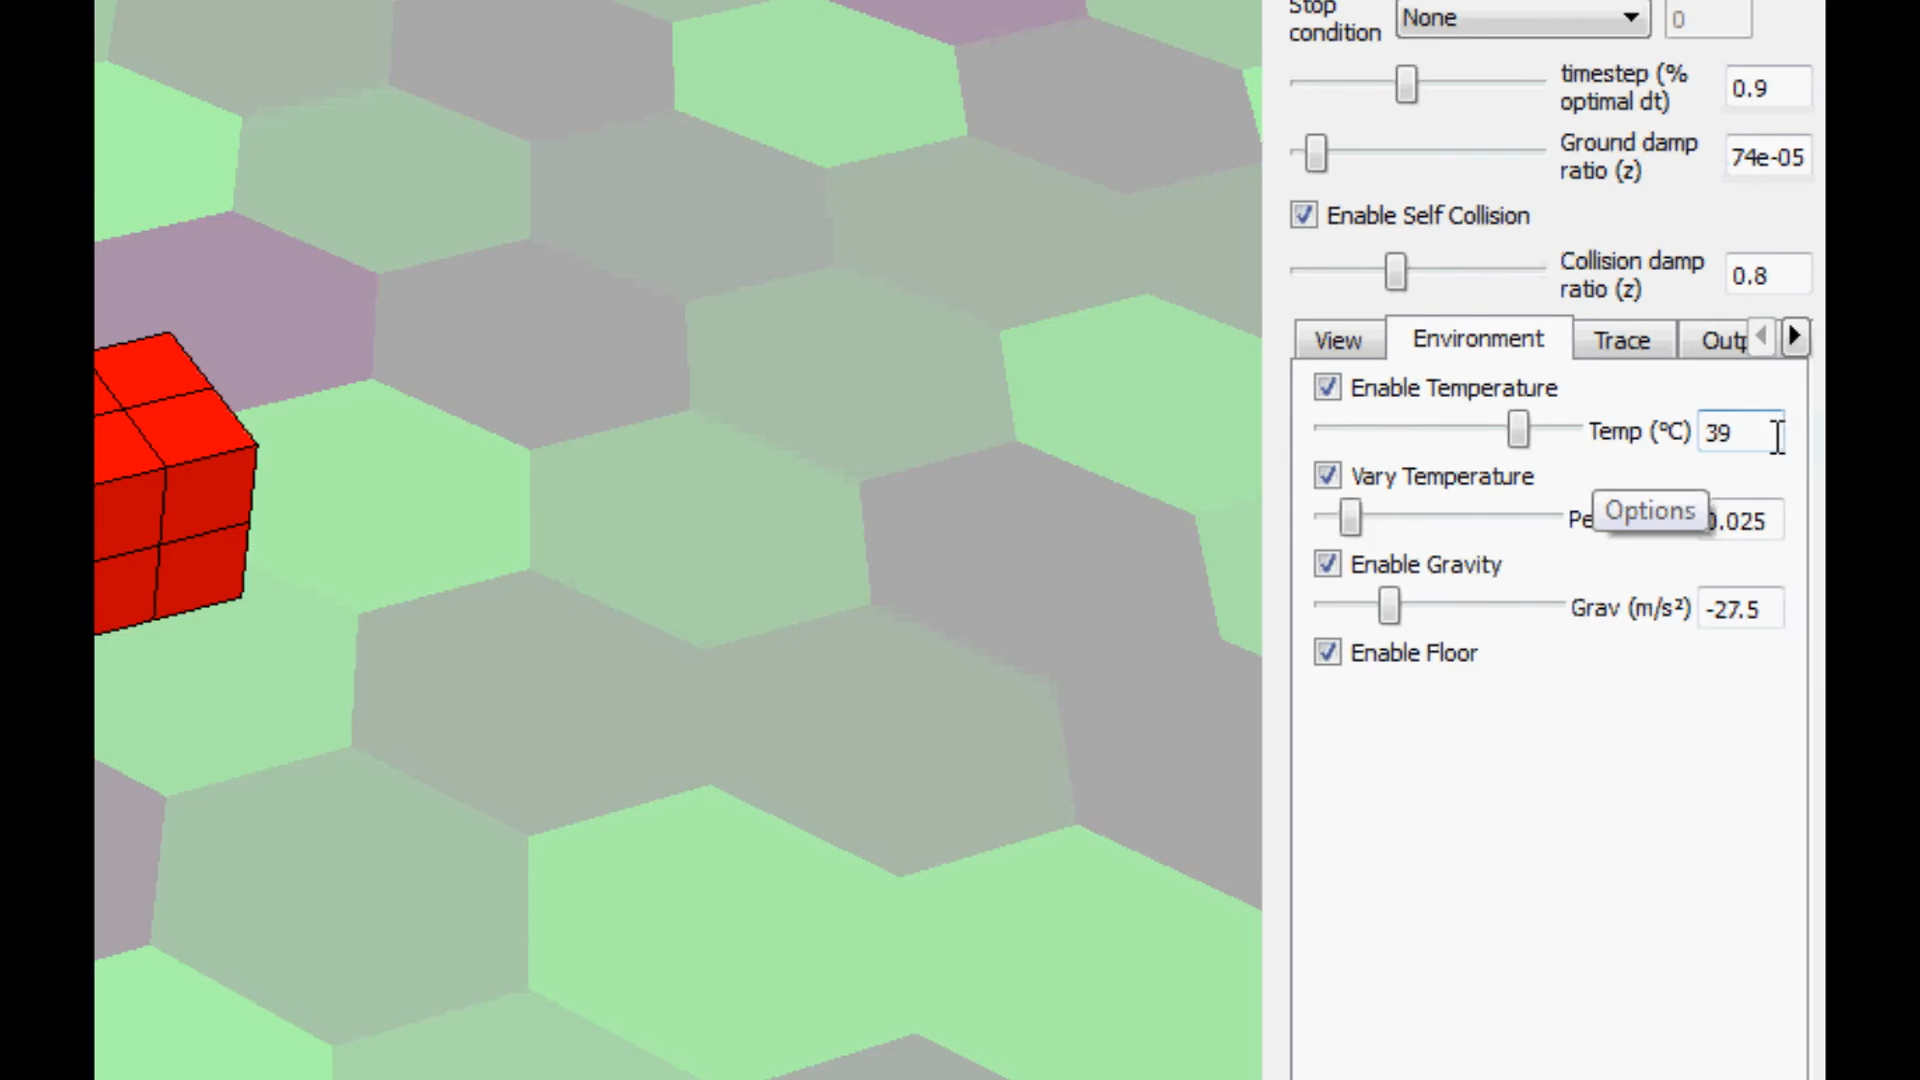 Stop
condition
None
0
timestep (%
optimal dt)
0.9
Ground damp
ratio (z)
74e-05
Enable Self Collision
Collision damp
ratio (z)
0.8
View
Environment
Trace
Outp
Enable Temperature
Temp (ºC)
39
Vary Temperature
Pe
Options
0.025
Enable Gravity
Grav (m/s²)
-27.5
Enable Floor